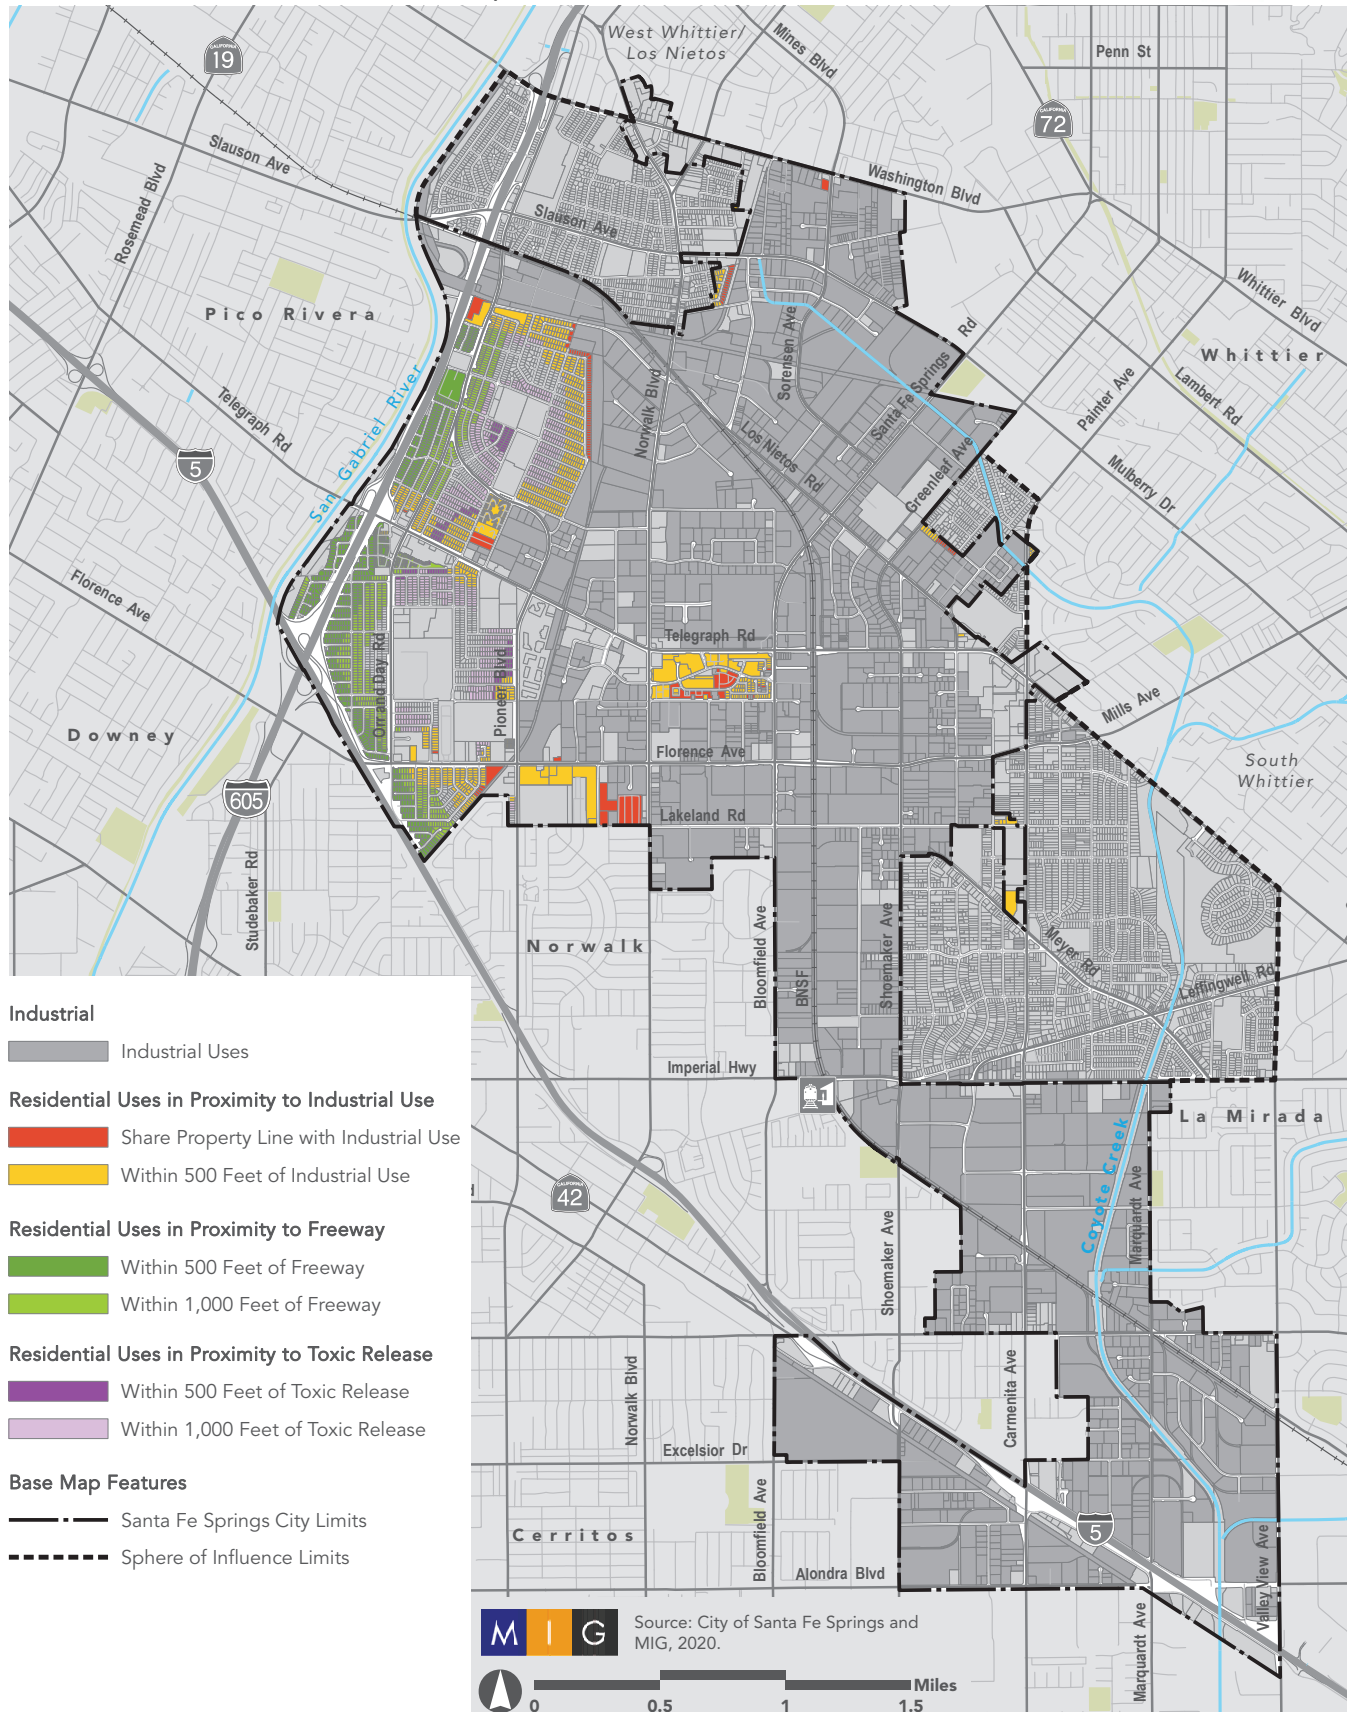 West Whittier/
Los Nietos
Mines Blvd
Penn St
CALIFORNIA
19
CALIFORNIA
72
Slauson Ave
Rosemead Blvd
Washington Blvd
Slauson Ave
Whittier Blvd
Pico Rivera
Whittier
San Gabriel River
Telegraph Rd
Norwalk Blvd
Sorensen Ave
Santa Fe Springs Rd
Painter Ave
Lambert Rd
Los Nietos Rd
Greenleaf Ave
Mulberry Dr
5
Florence Ave
Telegraph Rd
Orr and Day Rd
Pioneer Blvd
Mills Ave
Downey
Florence Ave
South
Whittier
605
Lakeland Rd
Studebaker Rd
Norwalk
Bloomfield Ave
BNSF
Shoemaker Ave
Meyer Rd
Leffingwell Rd
Imperial Hwy
La Mirada
Coyote Creek
Marquardt Ave
CALIFORNIA
42
Shoemaker Ave
Norwalk Blvd
Carmenita Ave
Excelsior Dr
Cerritos
Bloomfield Ave
Alondra Blvd
5
Valley View Ave
Marquardt Ave
Industrial
Industrial Uses
Residential Uses in Proximity to Industrial Use
Share Property Line with Industrial Use
Within 500 Feet of Industrial Use
Residential Uses in Proximity to Freeway
Within 500 Feet of Freeway
Within 1,000 Feet of Freeway
Residential Uses in Proximity to Toxic Release
Within 500 Feet of Toxic Release
Within 1,000 Feet of Toxic Release
Base Map Features
Santa Fe Springs City Limits
Sphere of Influence Limits
MIG
Source: City of Santa Fe Springs and
MIG, 2020.
Miles
0 0.5 1 1.5